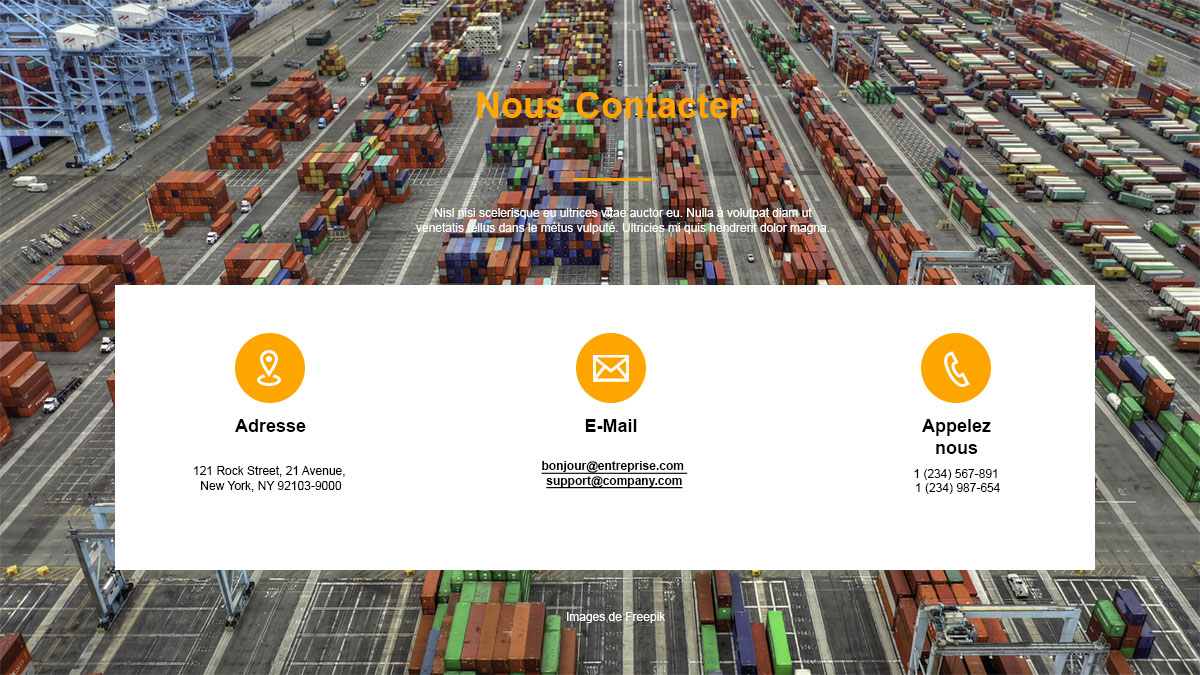 Nous Contacter
Nisl nisi scelerisque eu ultrices vitae auctor eu. Nulla à volutpat diam ut
venetatis tellus dans le métus vulputé. Ultricies mi quis hendrerit dolor magna.
Adresse
123 Rock Street, 21 Avenue,
New York, NY 92103-9000
E-Mail
bonjour@entreprise.com
support@company.com
Appelez
nous
1 (234) 567-891
1 (234) 987-654
Images de Freepik